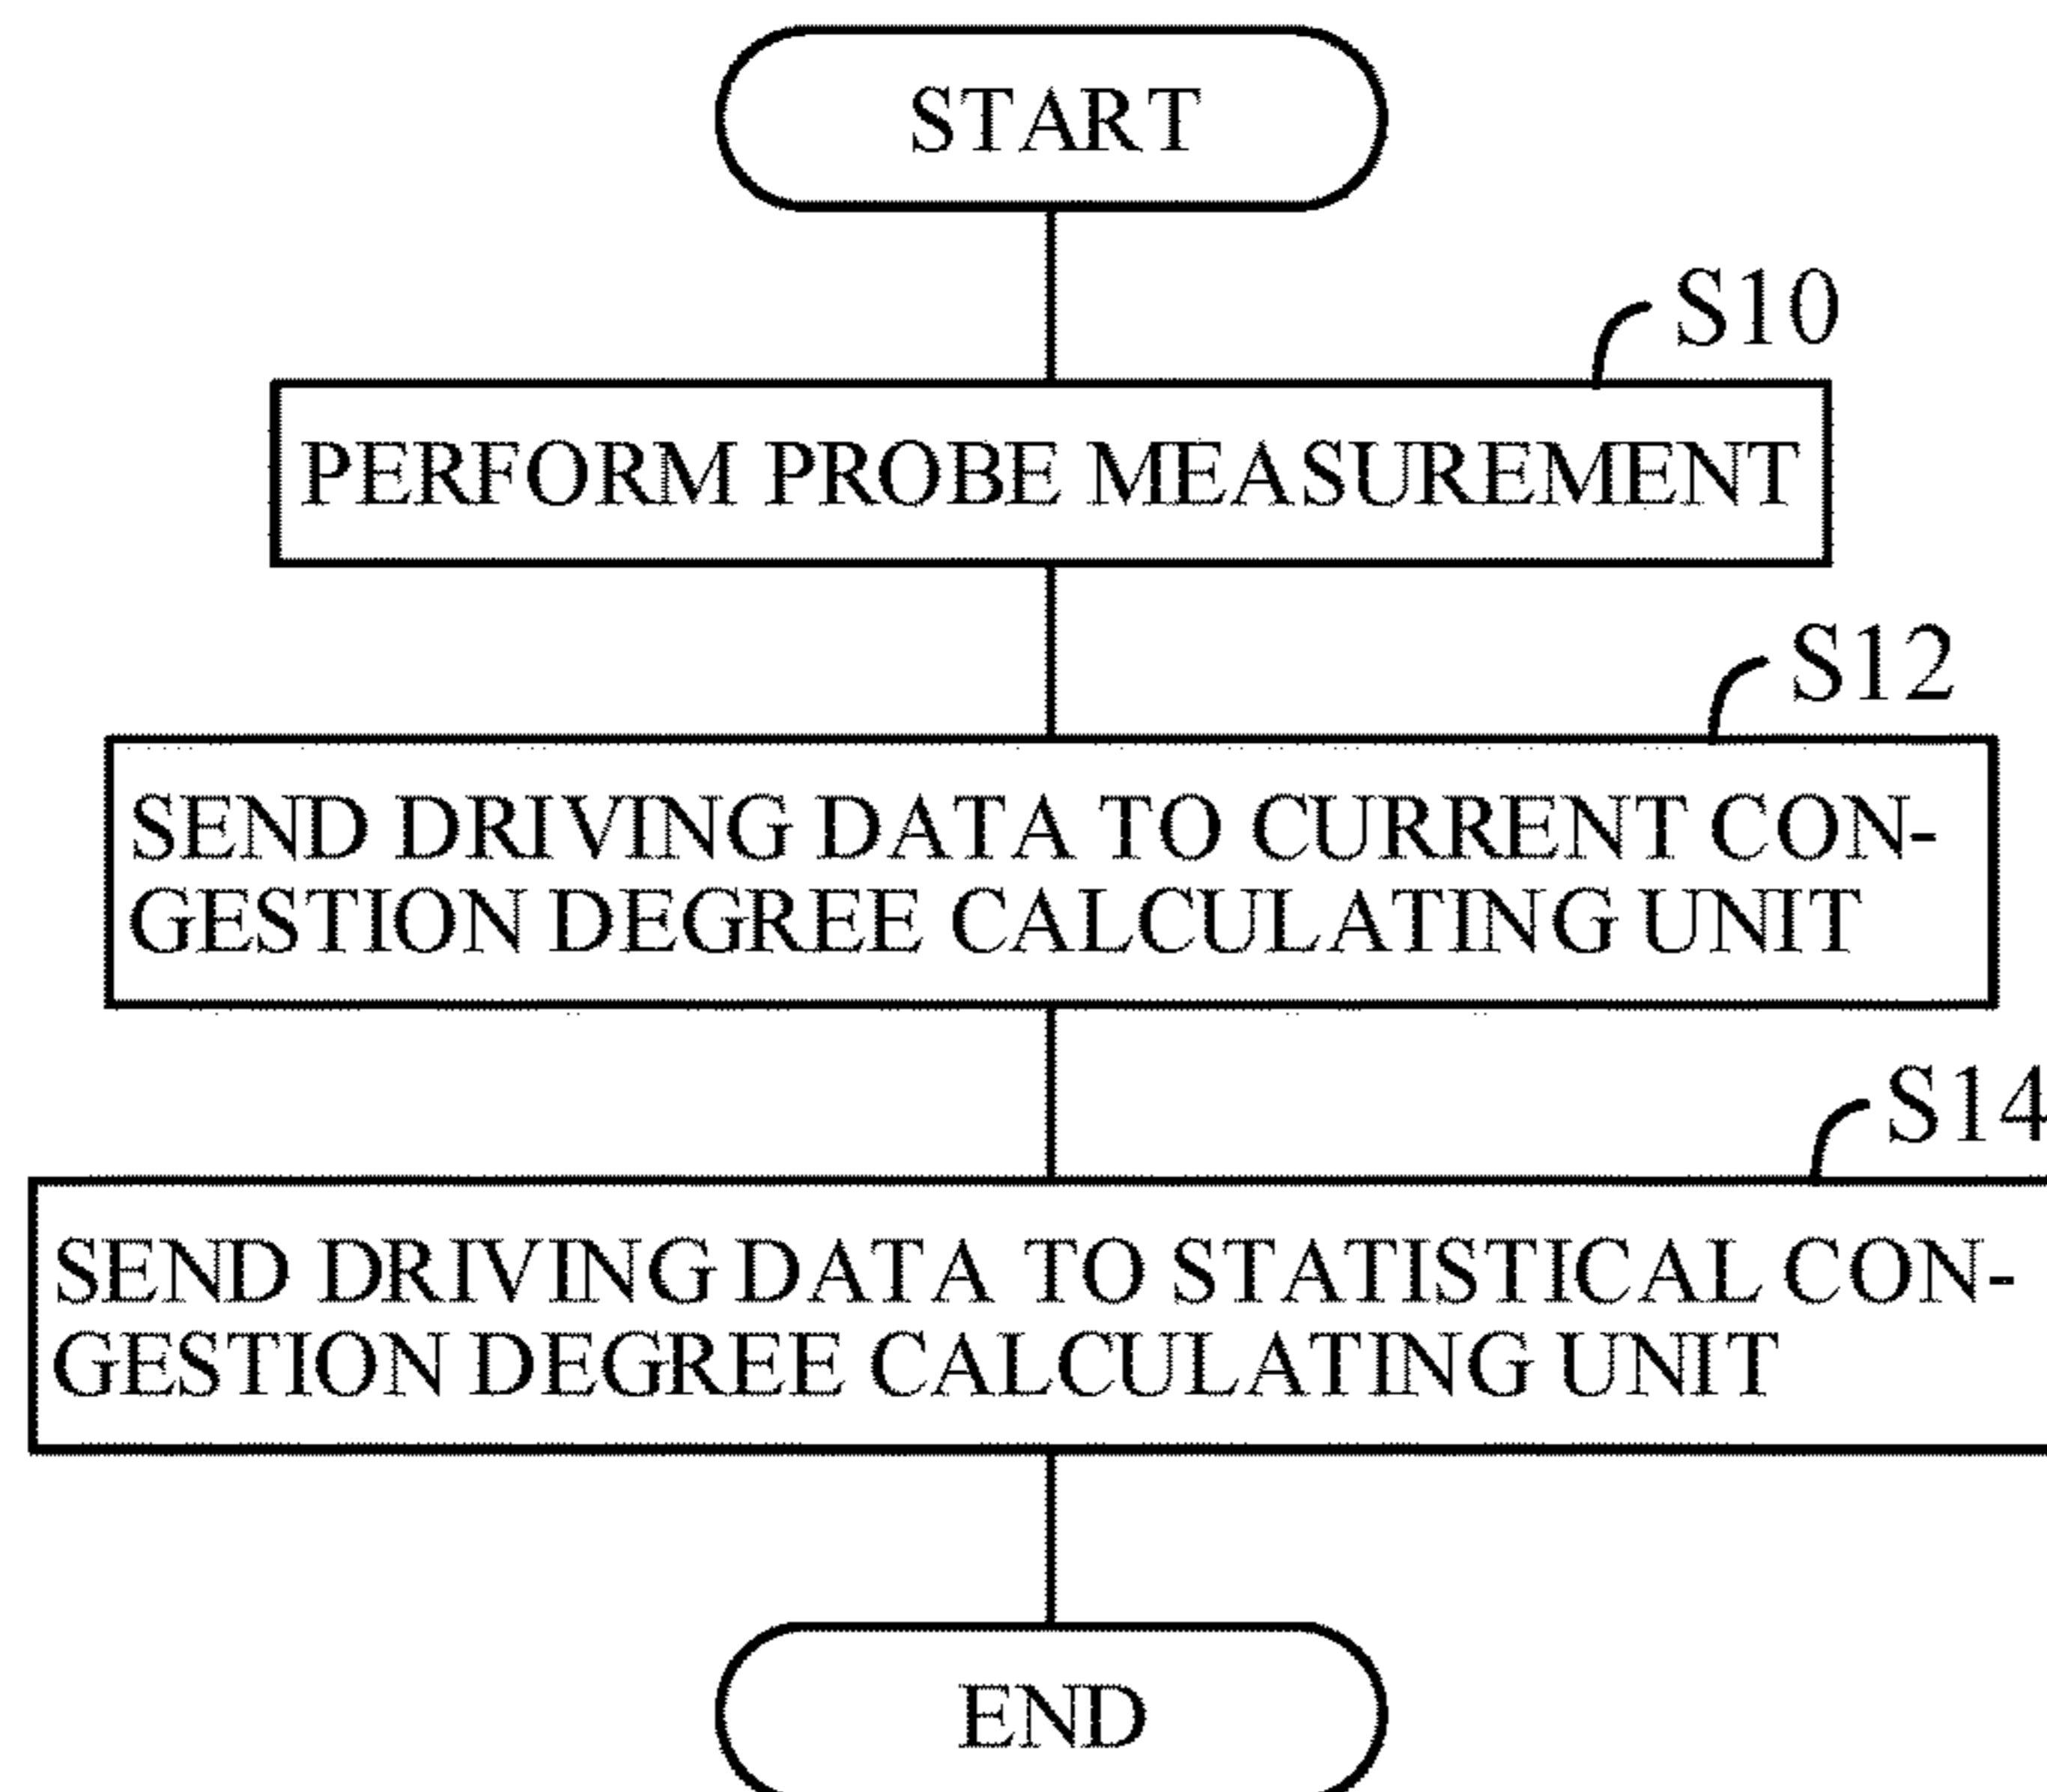 START
S10
PERFORM PROBE MEASUREMENT
S12
SEND DRIVING DATA TO CURRENT CON-
GESTION DEGREE CALCULATING UNIT
S14
SEND DRIVING DATA TO STATISTICAL CON-
GESTION DEGREE CALCULATING UNIT
END